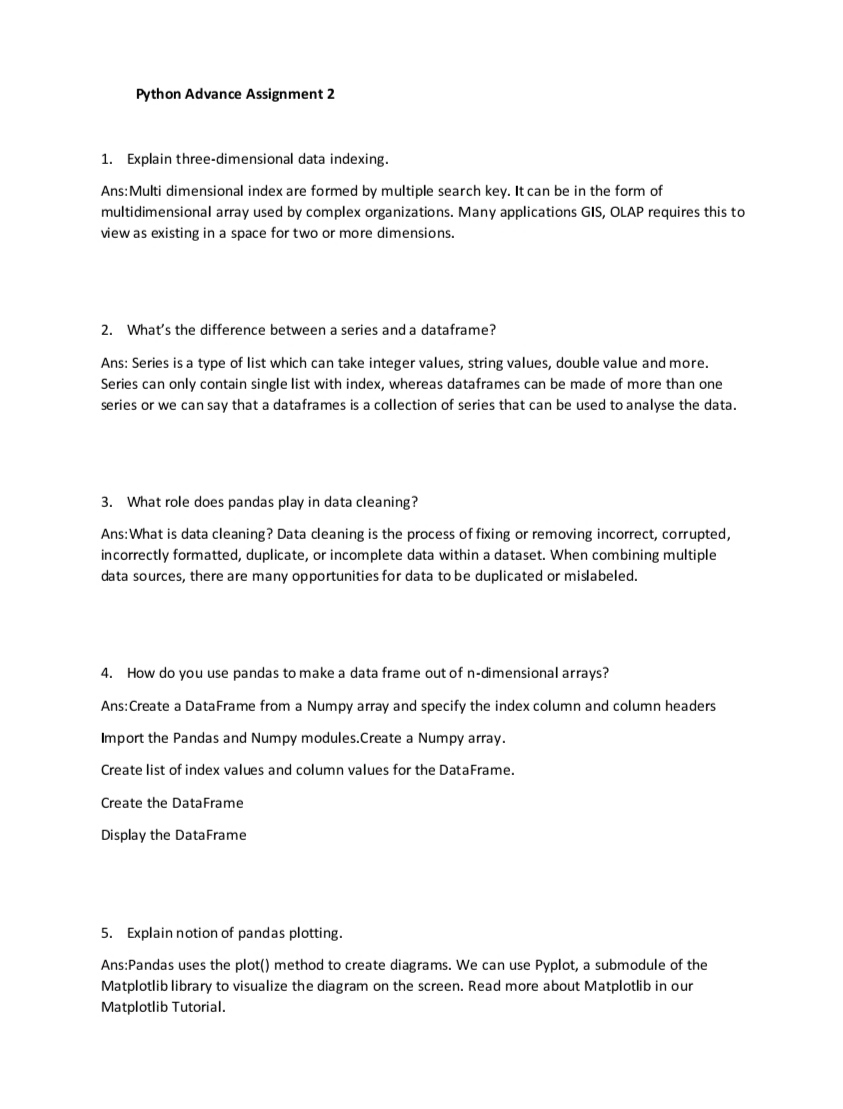 Python Advance Assignment 2
1. Explain three-dimensional data indexing.
Ans:Multi dimensional index are formed by multiple search key. It can be in the form of
multidimensional array used by complex organizations. Many applications GIS, OLAP requires this to
view as existing in a space for two or more dimensions.
2. What’s the difference between a series and a dataframe?
Ans: Series is a type of list which can take integer values, string values, double value and more.
Series can only contain single list with index, whereas dataframes can be made of more than one
series or we can say that a dataframes is a collection of series that can be used to analyse the data.
3. What role does pandas play in data cleaning?
Ans:What is data cleaning? Data cleaning is the process of fixing or removing incorrect, corrupted,
incorrectly formatted, duplicate, or incomplete data within a dataset. When combining multiple
data sources, there are many opportunities for data to be duplicated or mislabeled.
4. How do you use pandas to make a data frame out of n-dimensional arrays?
Ans:Create a DataFrame from a Numpy array and specify the index column and column headers
Import the Pandas and Numpy modules.Create a Numpy array.
Create list of index values and column values for the DataFrame.
Create the DataFrame
Display the DataFrame
5. Explain notion of pandas plotting.
Ans:Pandas uses the plot() method to create diagrams. We can use Pyplot, a submodule of the
Matplotlib library to visualize the diagram on the screen. Read more about Matplotlib in our
Matplotlib Tutorial.